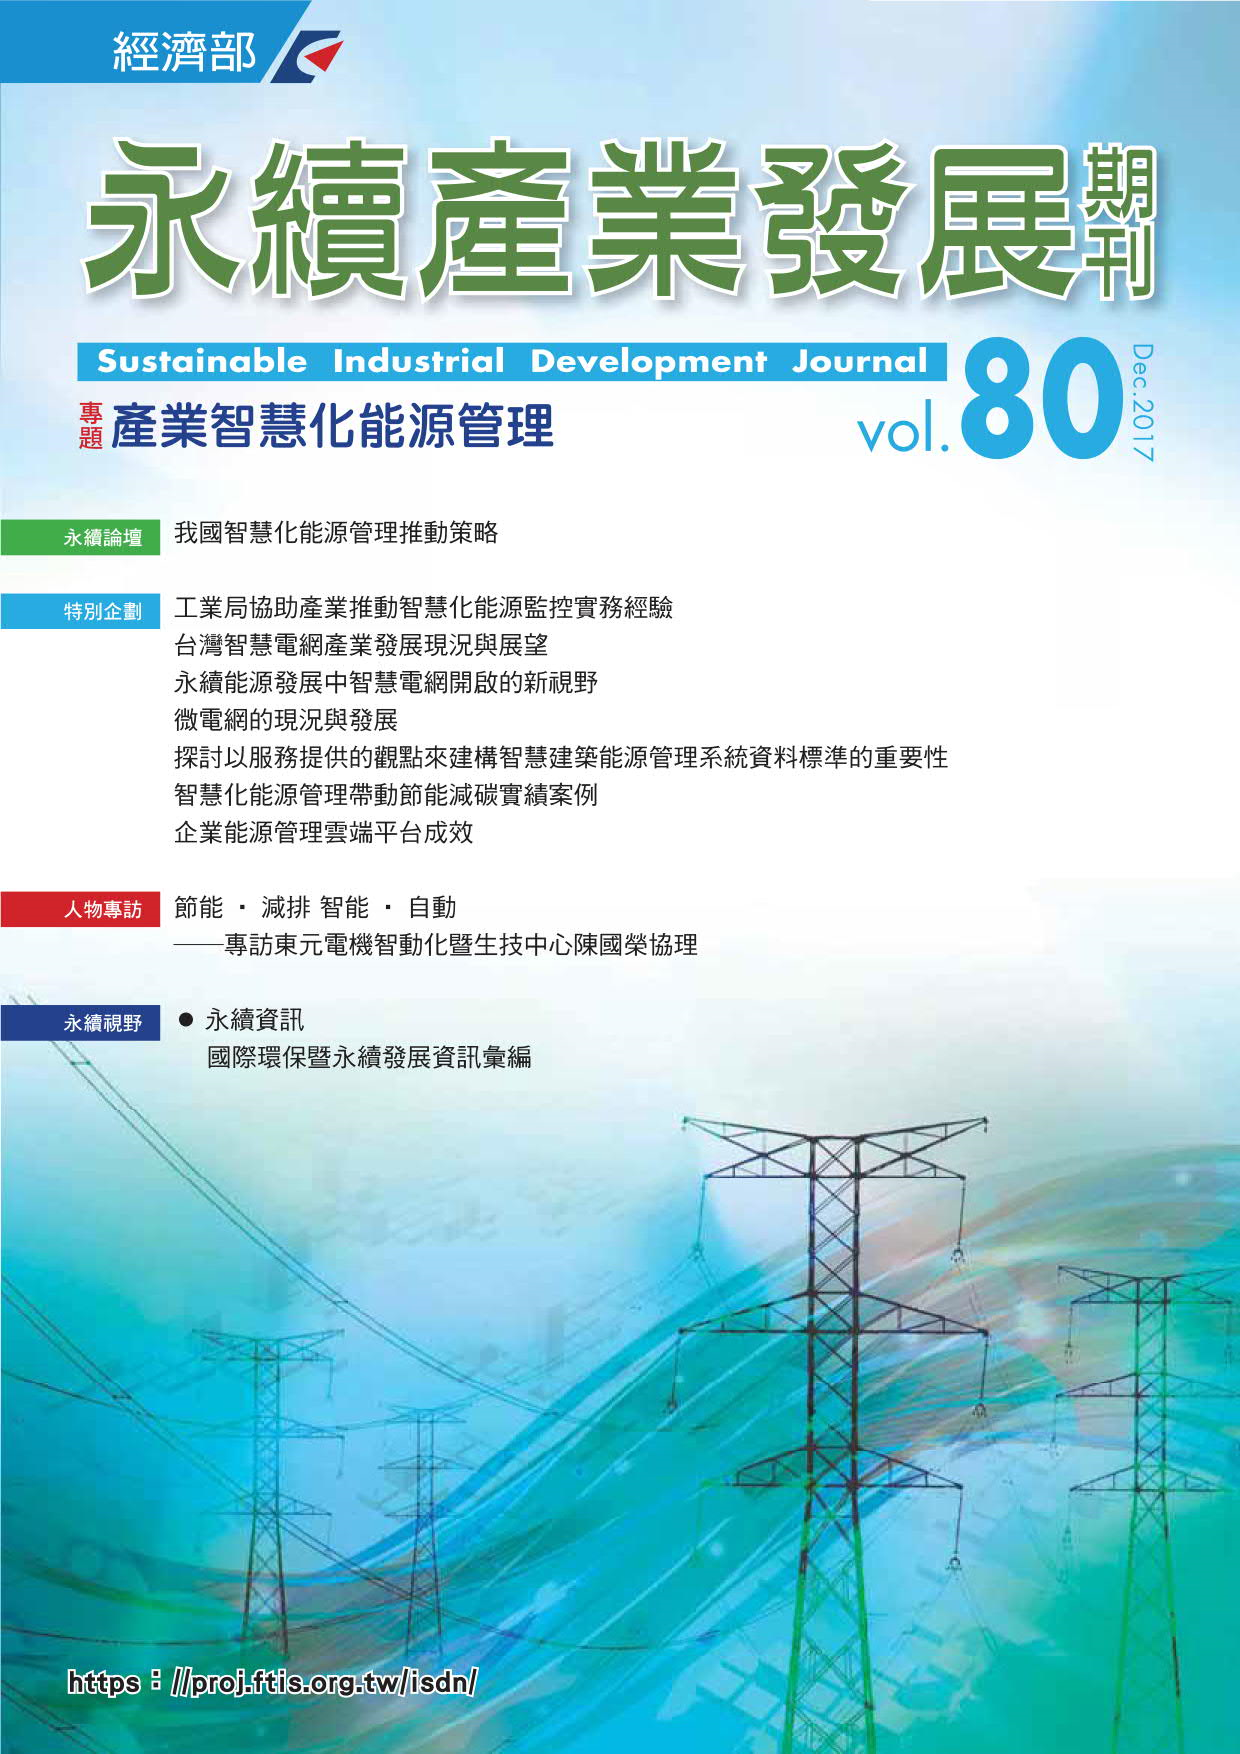 經濟部
永續產業發展期刊
Sustainable Industrial Development Journal
vol.80
Dec.2017
專題 產業智慧化能源管理
永續論壇 我國智慧化能源管理推動策略
特別企劃 工業局協助產業推動智慧化能源監控實務經驗
台灣智慧電網產業發展現況與展望
永續能源發展中智慧電網開啟的新視野
微電網的現況與發展
探討以服務提供的觀點來建構智慧建築能源管理系統資料標準的重要性
智慧化能源管理帶動節能減碳實績案例
企業能源管理雲端平台成效
人物專訪 節能 · 減排 智能 · 自動
——專訪東元電機智動化暨生技中心陳國榮協理
永續視野 ● 永續資訊
國際環保暨永續發展資訊彙編
https：//proj.ftis.org.tw/isdn/